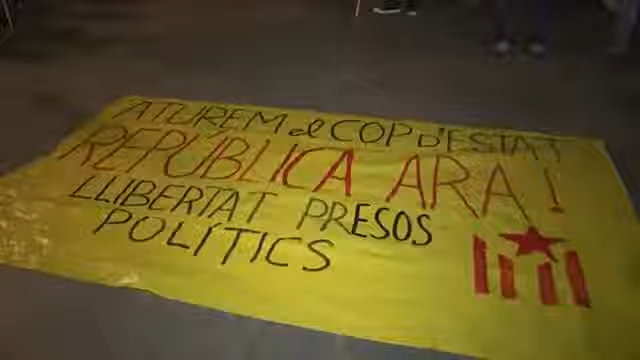 ATUREM el COP D'ESTAT
REPÚBLICA ARA!
LLIBERTAT PRESOS
POLÍTICS